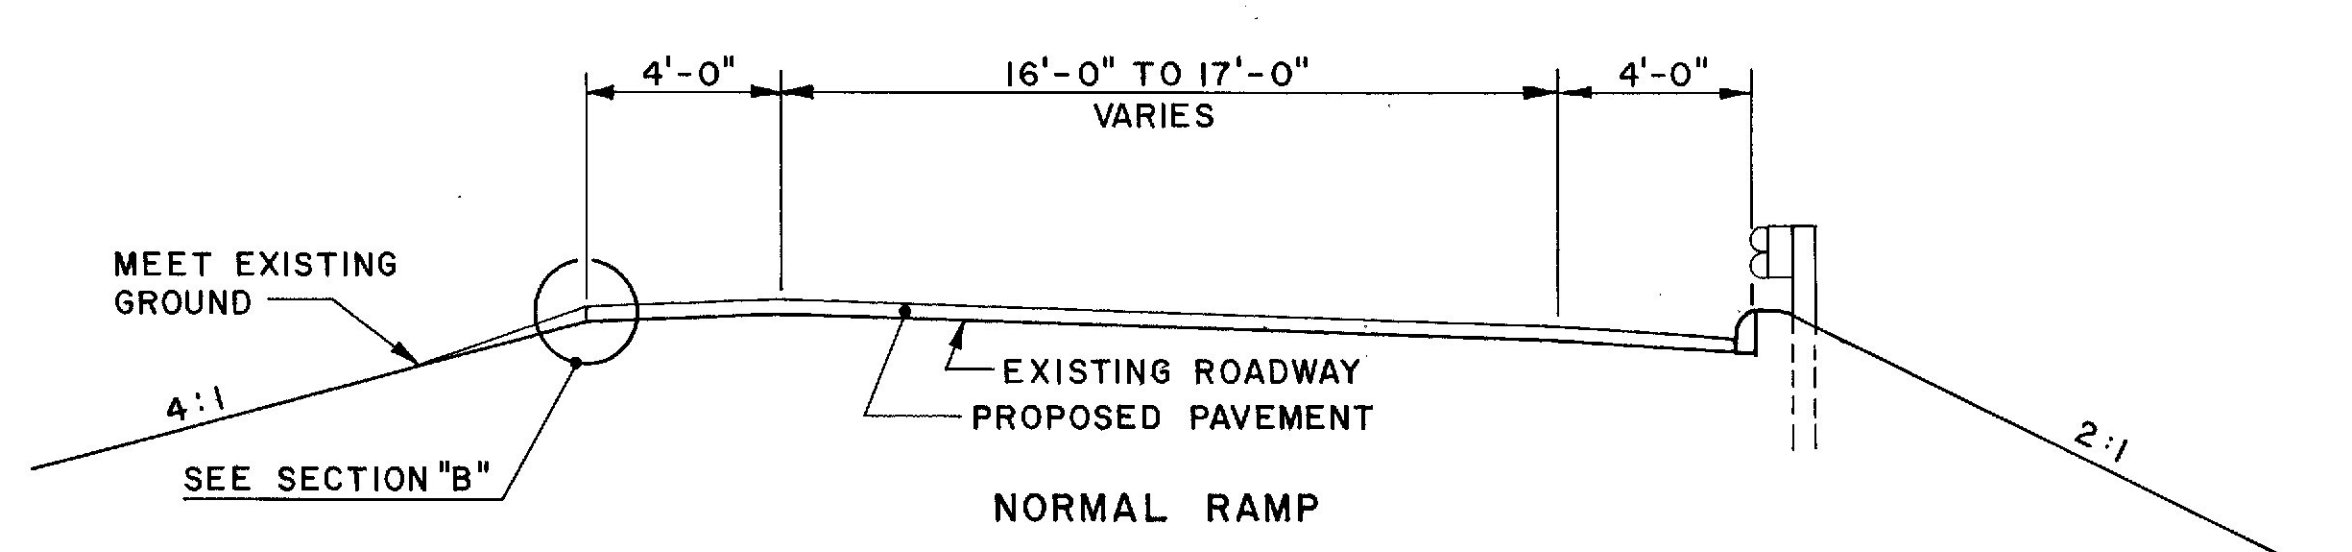 4'-0"
16'-0" TO 17'-0"
4'-0"
VARIES
MEET EXISTING
GROUND
4:1
EXISTING ROADWAY
PROPOSED PAVEMENT
2:1
SEE SECTION "B"
NORMAL RAMP